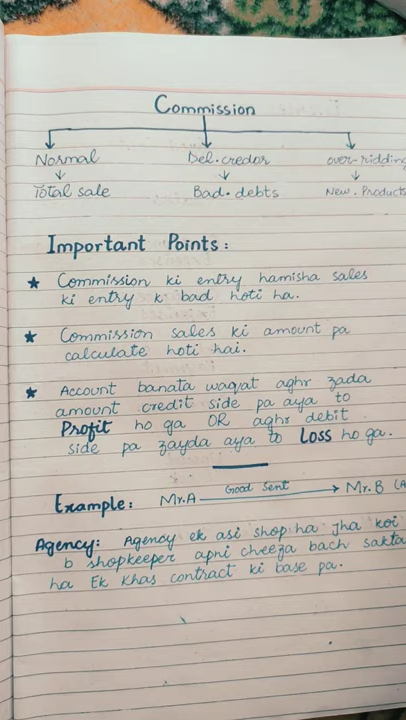 Commission
Normal Del.credor over-ridding
Total sale Bad. debts New. Products
Important Points:
★ Commission ki entry hamisha sales
ki entry k bad hoti ha.
★ Commission sales ki amount pa
calculate hoti hai.
★ Account banata waqat aghr zada
amount credit side pa aya to
Profit ho ga OR aghr debit
side pa zayda aya to Loss ho ga.
Example: Mr.A Good Sent Mr.B (A
Agency: Agency ek asi shop ha Jha koi
b shopkeeper apni cheeza bach sakta
ha Ek Khas contract ki base pa.